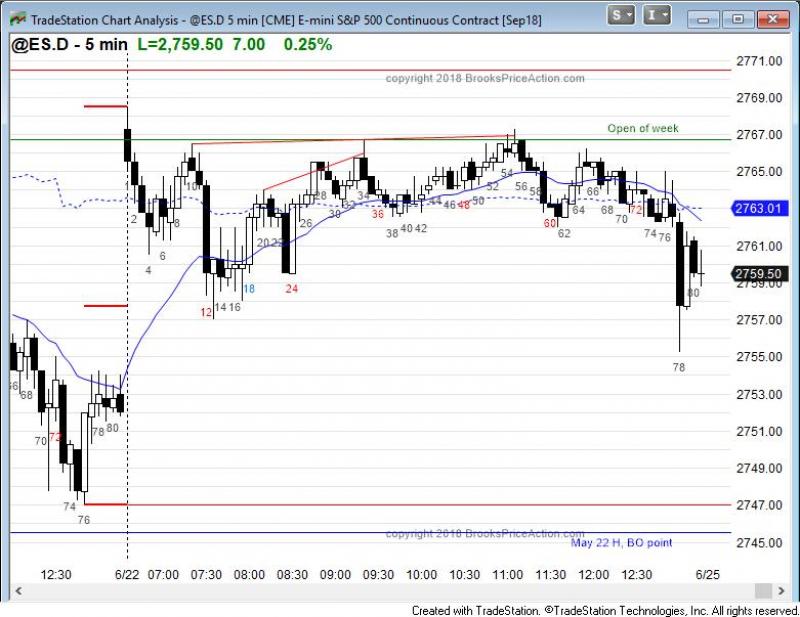 TradeStation Chart Analysis - @ES.D 5 min [CME] E-mini S&P 500 Continuous Contract [Sep18]
S I
@ES.D - 5 min L=2,759.50 7.00 0.25%
2771.00
copyright 2018 BrooksPriceAction.com
2769.00
Open of week
2767.00
2765.00
2763.01
2761.00
2759.50
2759.00
2757.00
2755.00
2753.00
2751.00
2749.00
2747.00
2745.00
2 4 6 8 10 12 14 16 18 20 22 24 26 28 30 32 34 36 38 40 42 44 46 48 50 52 54 56 58 60 62 64 66 68 70 72 74 76 78 80
68 70 72 74 76 78 80
copyright 2018 BrooksPriceAction.com
May 22 H, BO point
12:30 6/22 07:00 07:30 08:00 08:30 09:00 09:30 10:00 10:30 11:00 11:30 12:00 12:30 6/25
Created with TradeStation. ©TradeStation Technologies, Inc. All rights reserved.